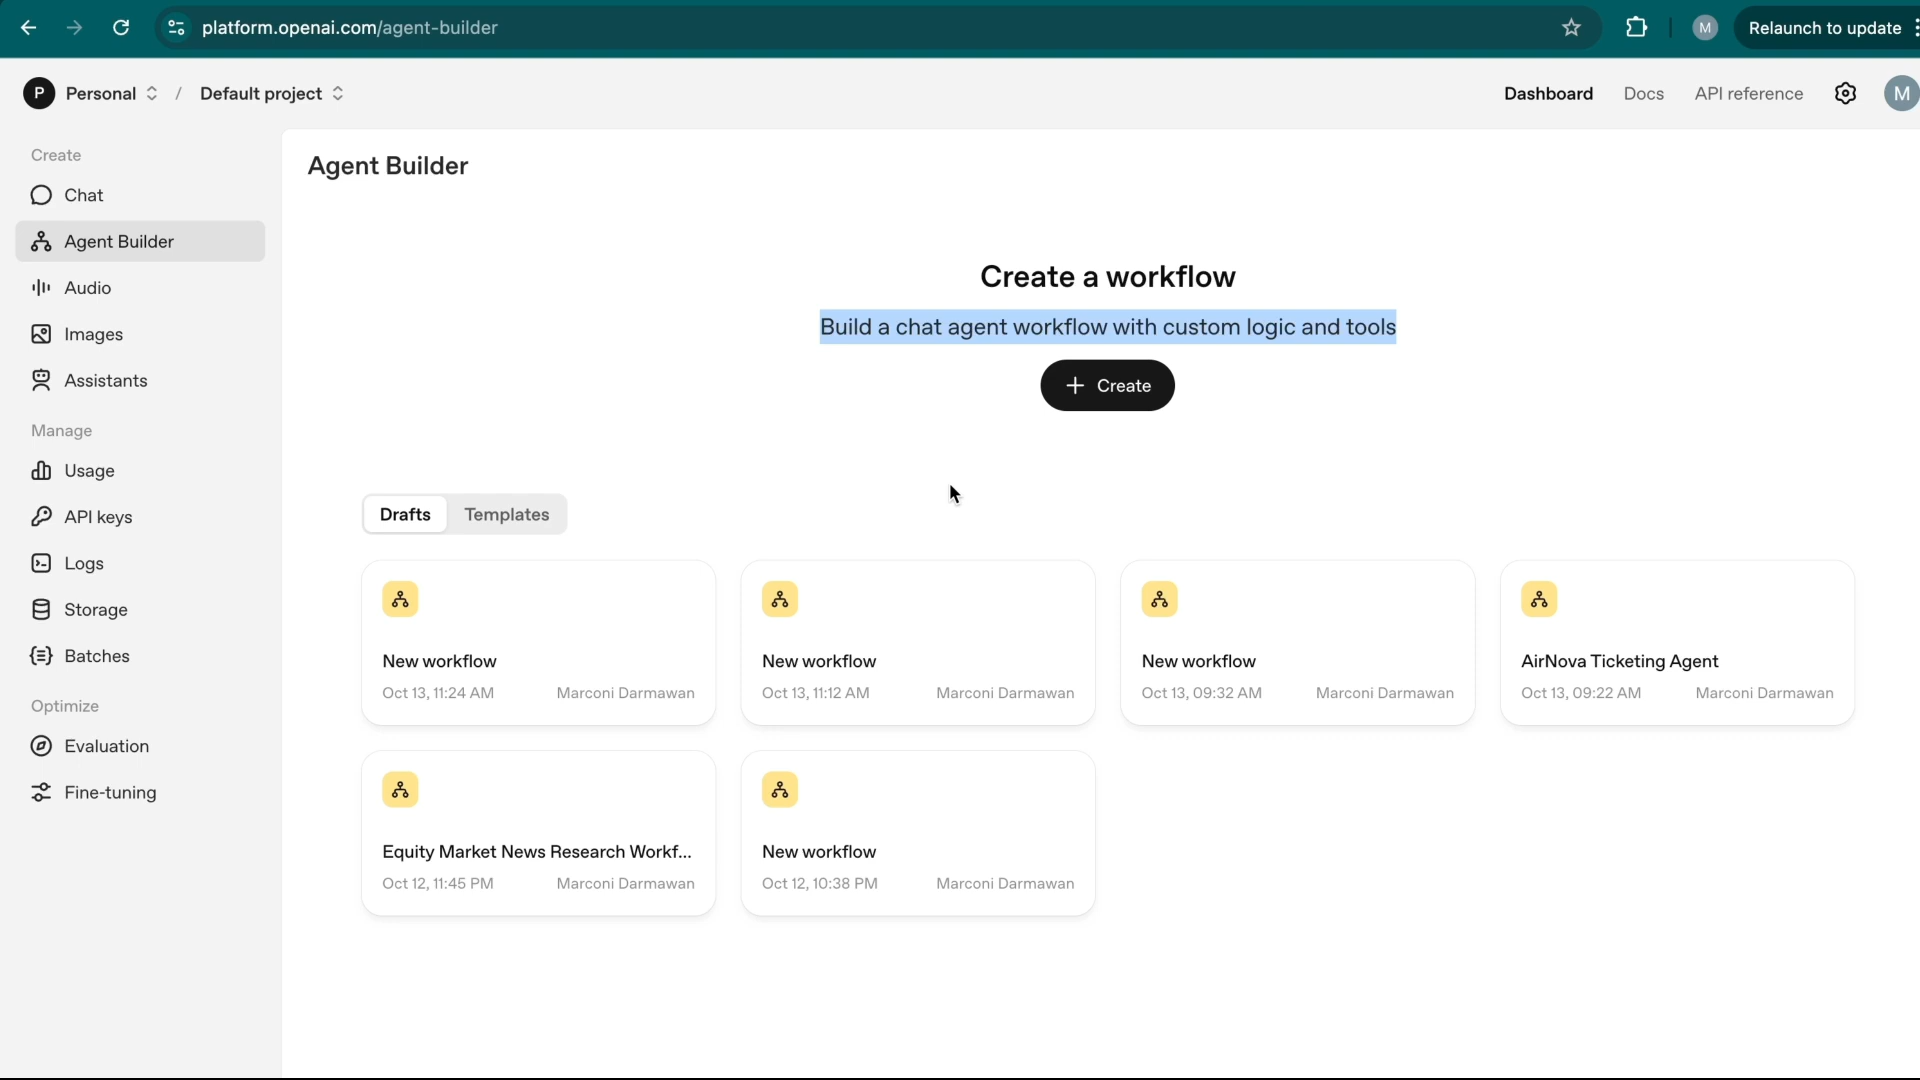 platform.openai.com/agent-builder
M
Relaunch to update
P
Personal / Default project
Dashboard
Docs
API reference
M
Create
Chat
Agent Builder
Audio
Images
Assistants
Manage
Usage
API keys
Logs
Storage
Batches
Optimize
Evaluation
Fine-tuning
Agent Builder
Create a workflow
Build a chat agent workflow with custom logic and tools
+ Create
Drafts
Templates
New workflow
Oct 13, 11:24 AM Marconi Darmawan
New workflow
Oct 13, 11:12 AM Marconi Darmawan
New workflow
Oct 13, 09:32 AM Marconi Darmawan
AirNova Ticketing Agent
Oct 13, 09:22 AM Marconi Darmawan
Equity Market News Research Workf...
Oct 12, 11:45 PM Marconi Darmawan
New workflow
Oct 12, 10:38 PM Marconi Darmawan